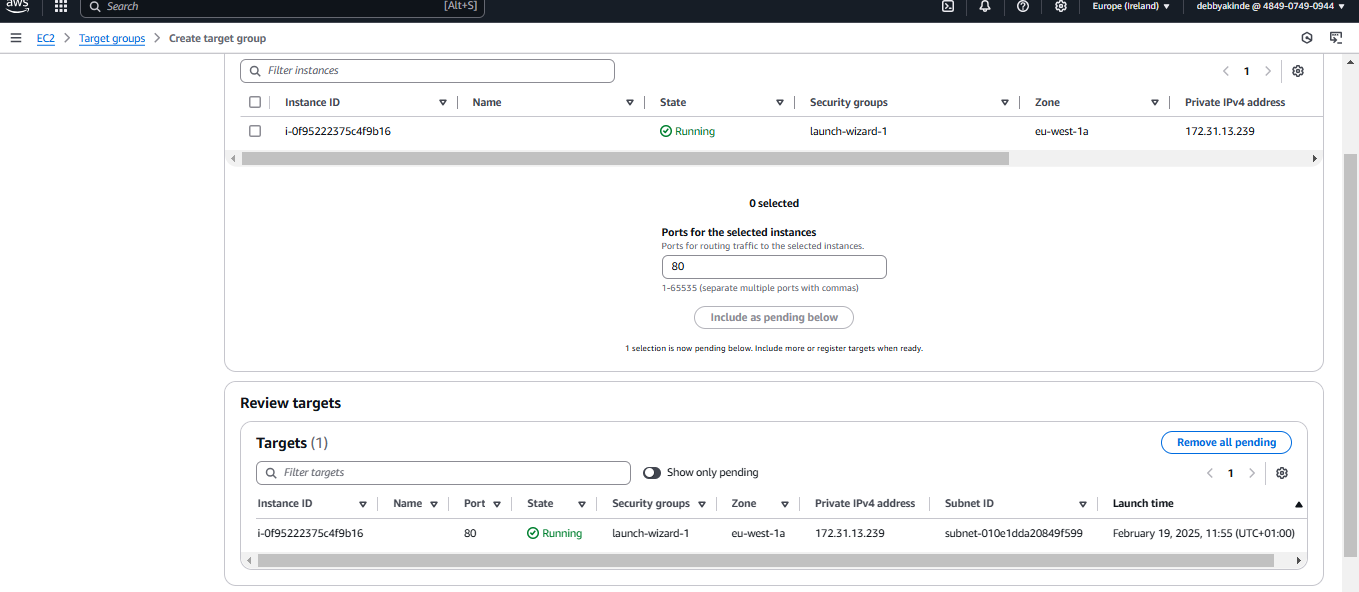 aws Search [Alt+S] Europe (Ireland) debbyakinde @ 4849-0749-0944
EC2 > Target groups > Create target group
Filter instances 1
Instance ID Name State Security groups Zone Private IPv4 address
i-0f95222375c4f9b16 Running launch-wizard-1 eu-west-1a 172.31.13.239
0 selected
Ports for the selected instances
Ports for routing traffic to the selected instances.
80
1-65535 (separate multiple ports with commas)
Include as pending below
1 selection is now pending below. Include more or register targets when ready.
Review targets
Targets (1) Remove all pending
Filter targets Show only pending 1
Instance ID Name Port State Security groups Zone Private IPv4 address Subnet ID Launch time
i-0f95222375c4f9b16 80 Running launch-wizard-1 eu-west-1a 172.31.13.239 subnet-010e1dda20849f599 February 19, 2025, 11:55 (UTC+01:00)